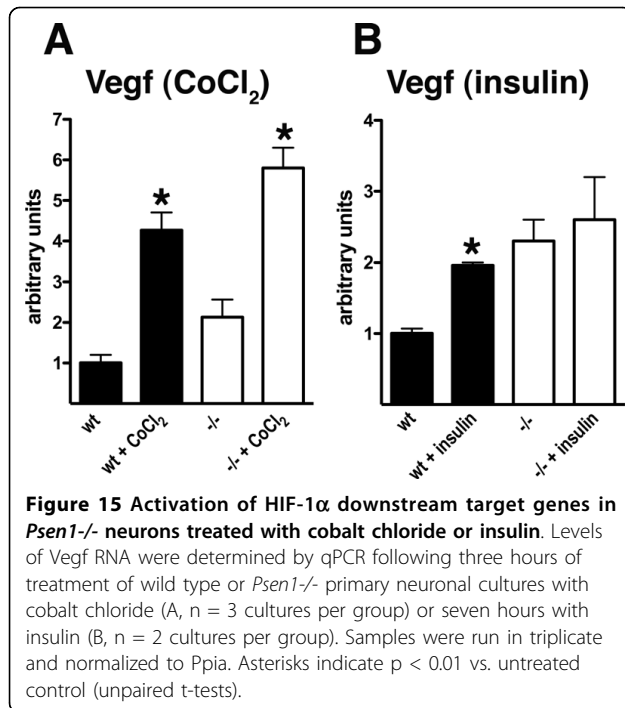 A
B
Vegf (CoCl₂)
Vegf (insulin)
7
6
5
4
3
2
1
arbitrary units
*
*
wt
wt + CoCl₂
-/-
-/- + CoCl₂
4
3
2
1
arbitrary units
*
wt
wt + insulin
-/-
-/- + insulin
Figure 15 Activation of HIF-1α downstream target genes in
Psen1-/- neurons treated with cobalt chloride or insulin. Levels
of Vegf RNA were determined by qPCR following three hours of
treatment of wild type or Psen1-/- primary neuronal cultures with
cobalt chloride (A, n = 3 cultures per group) or seven hours with
insulin (B, n = 2 cultures per group). Samples were run in triplicate
and normalized to Ppia. Asterisks indicate p < 0.01 vs. untreated
control (unpaired t-tests).